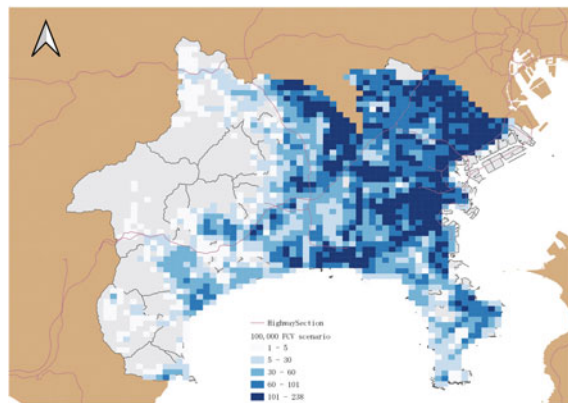 HighwaySection
100,000 FCV scenario
1 - 5
5 - 30
30 - 60
60 - 101
101 - 238